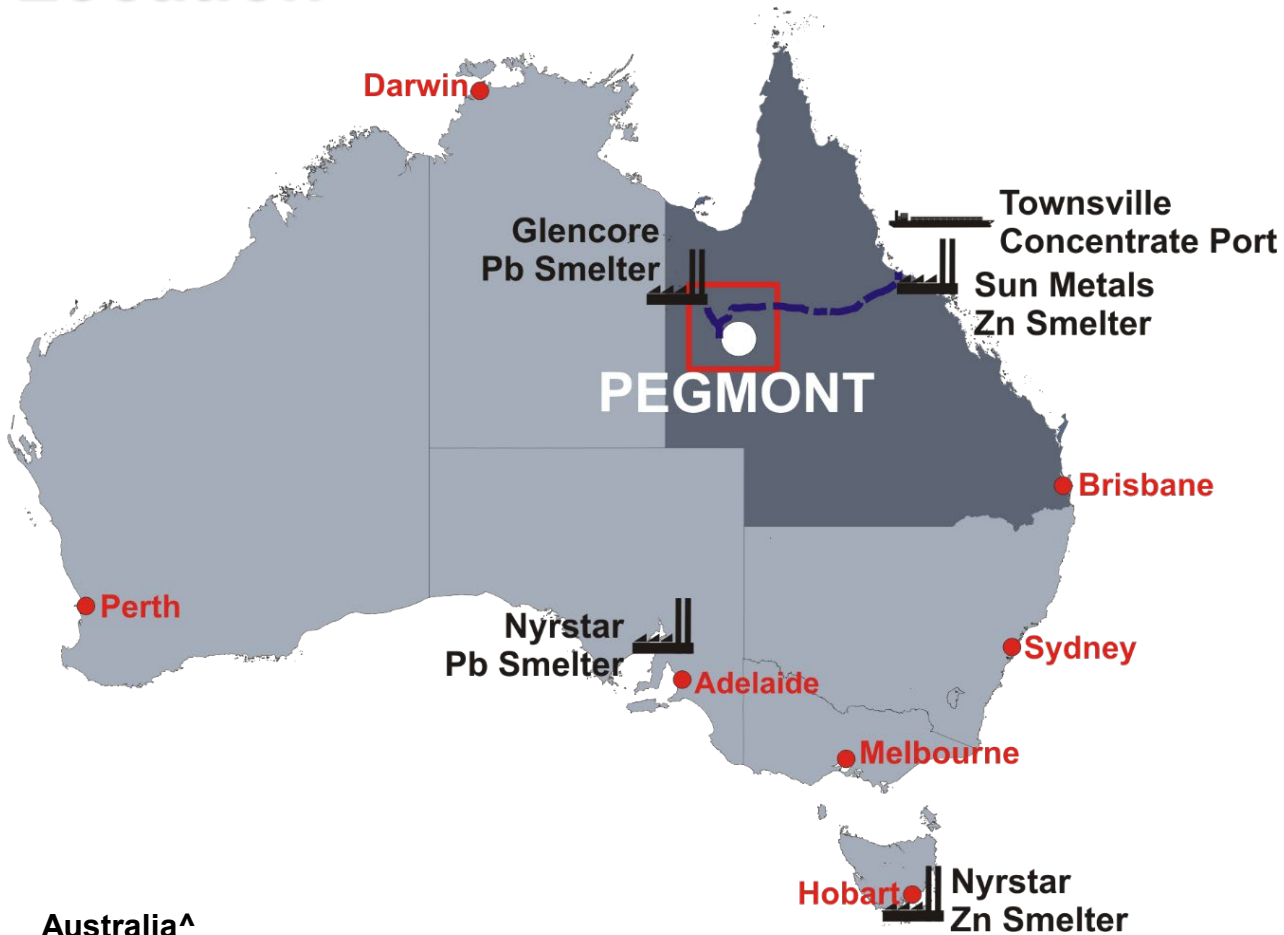 Location
Darwin
Glencore
Pb Smelter
Townsville
Concentrate Port
Sun Metals
Zn Smelter
PEGMONT
Brisbane
Perth
Nyrstar
Pb Smelter
Sydney
Adelaide
Melbourne
Hobart
Nyrstar
Zn Smelter
Australia^